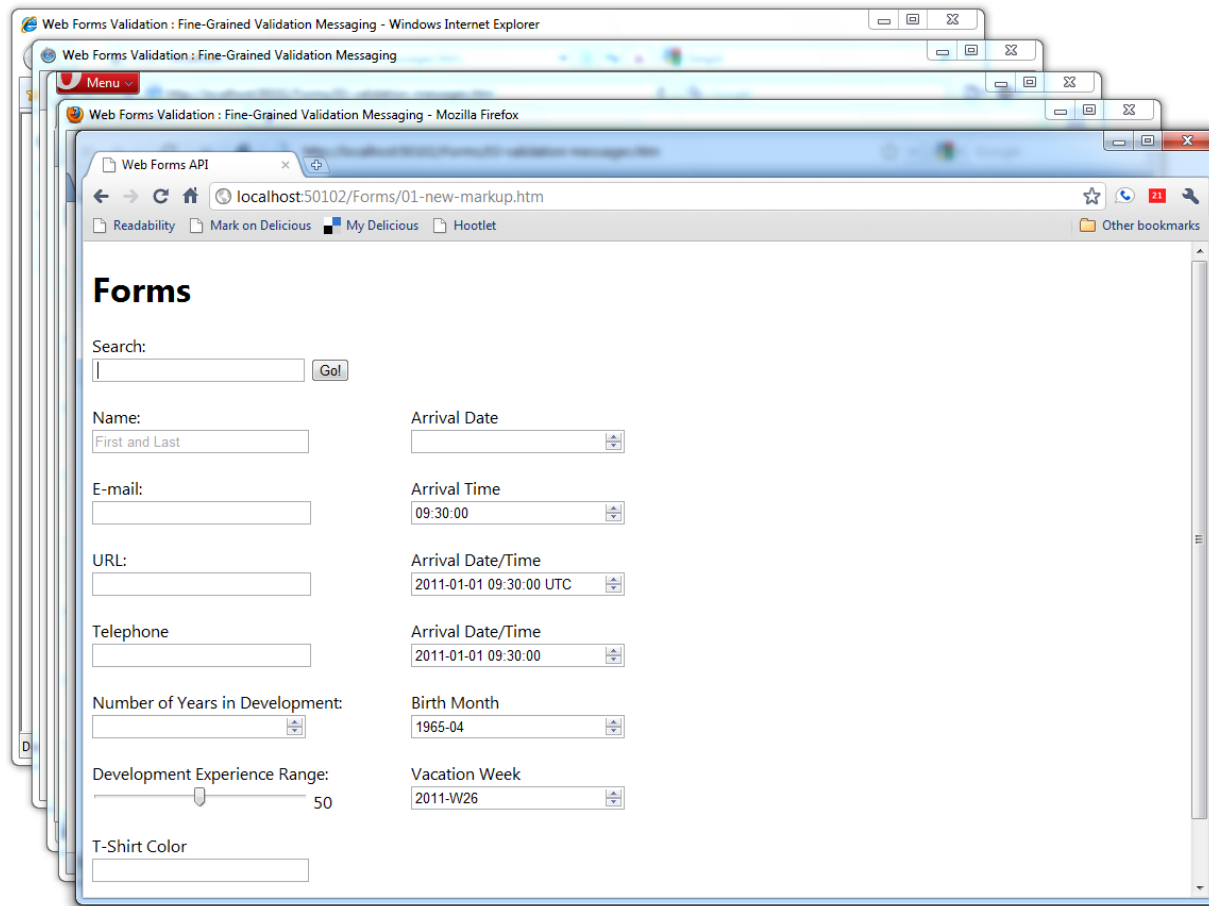 Web Forms Validation : Fine-Grained Validation Messaging - Windows Internet Explorer
Web Forms Validation : Fine-Grained Validation Messaging
Menu
Web Forms Validation : Fine-Grained Validation Messaging - Mozilla Firefox
Web Forms API
localhost:50102/Forms/01-new-markup.htm
21
Readability Mark on Delicious My Delicious Hootlet Other bookmarks
Forms
Search:
Go!
Name: Arrival Date
First and Last
E-mail: Arrival Time
09:30:00
URL: Arrival Date/Time
2011-01-01 09:30:00 UTC
Telephone Arrival Date/Time
2011-01-01 09:30:00
Number of Years in Development: Birth Month
1965-04
Development Experience Range: Vacation Week
50 2011-W26
T-Shirt Color